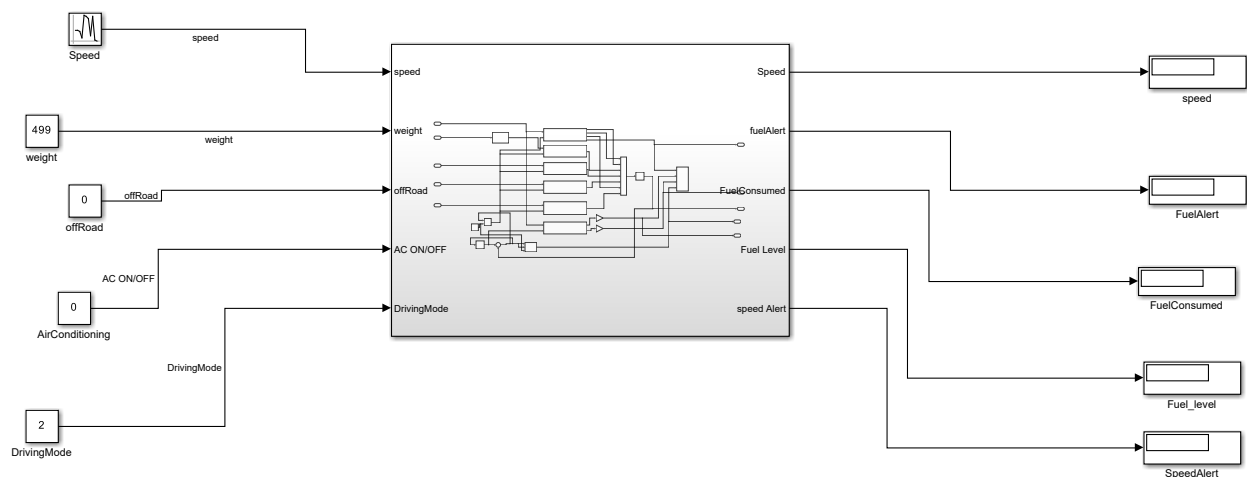 Speed
speed
499
weight
weight
0
offRoad
offRoad
0
AirConditioning
AC ON/OFF
2
DrivingMode
DrivingMode
speed
weight
offRoad
AC ON/OFF
DrivingMode
Speed
fuelAlert
FuelConsumed
Fuel Level
speed Alert
speed
FuelAlert
FuelConsumed
Fuel_level
SpeedAlert